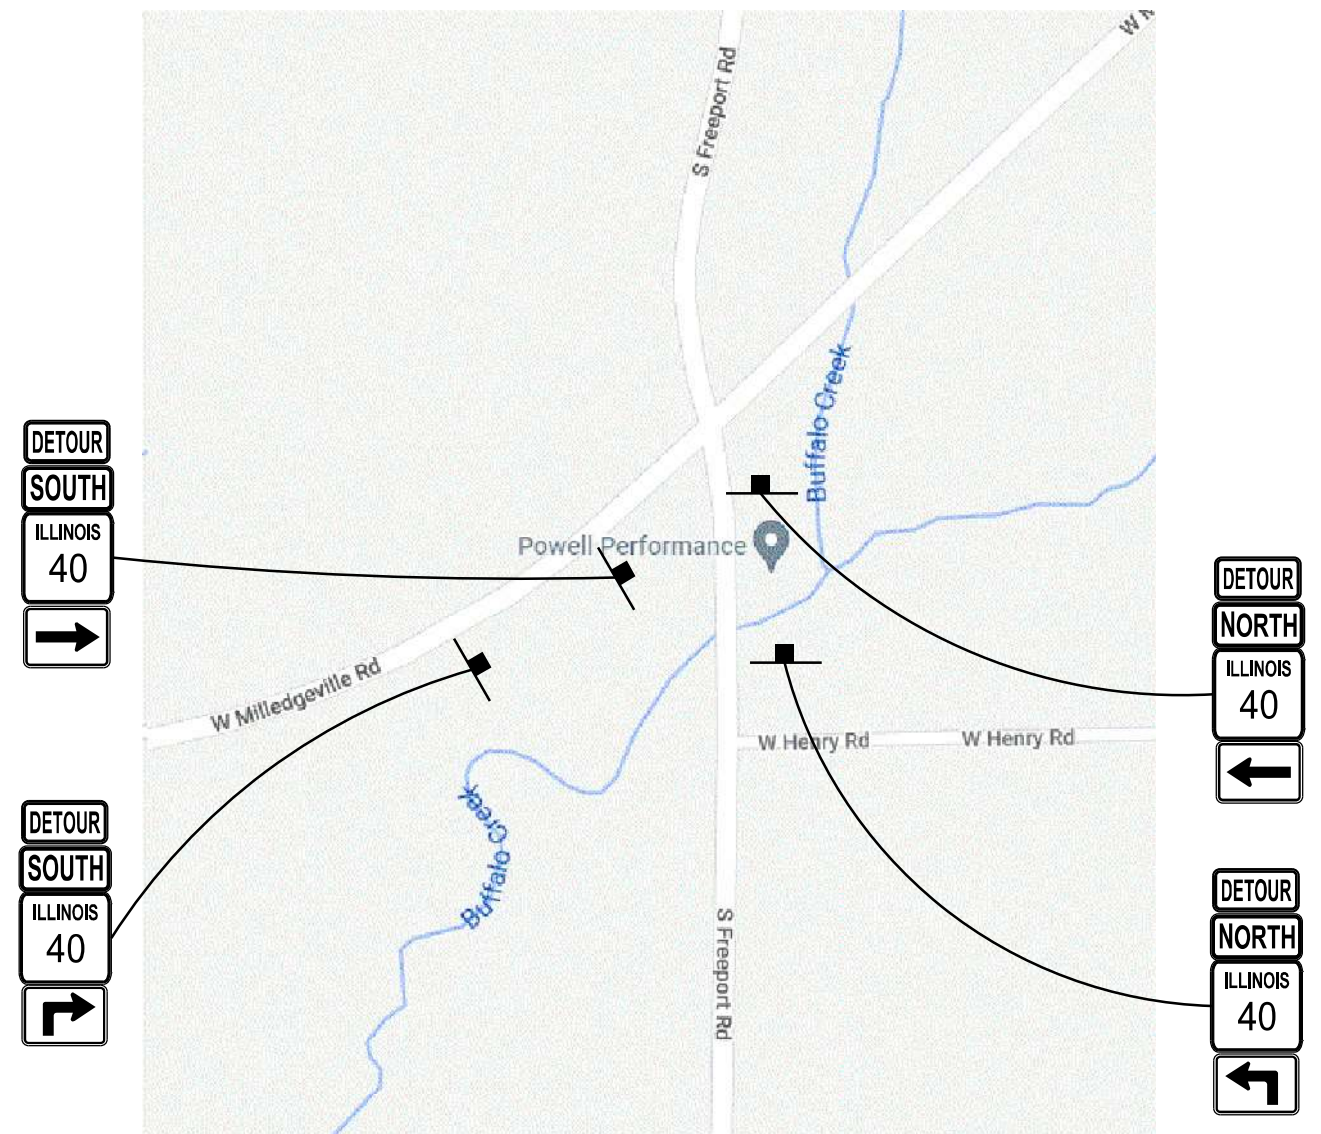 S Freeport Rd
W
Buffalo Creek
DETOUR
SOUTH
ILLINOIS
40
Powell Performance
DETOUR
NORTH
ILLINOIS
40
W Milledgeville Rd
W Henry Rd
W Henry Rd
Buffalo Creek
DETOUR
SOUTH
ILLINOIS
40
S Freeport Rd
DETOUR
NORTH
ILLINOIS
40